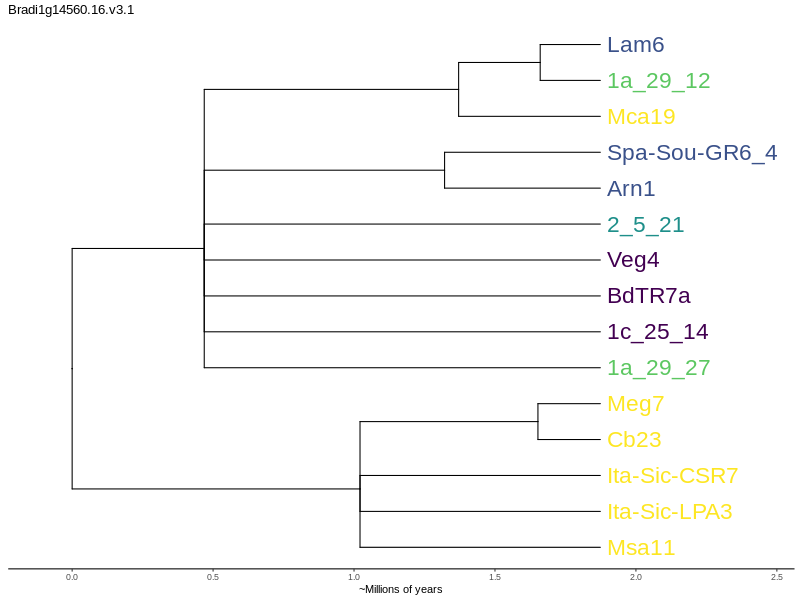 Bradi1g14560.16.v3.1
Lam6
1a_29_12
Mca19
Spa-Sou-GR6_4
Arn1
2_5_21
Veg4
BdTR7a
1c_25_14
1a_29_27
Meg7
Cb23
Ita-Sic-CSR7
Ita-Sic-LPA3
Msa11
0.0 0.5 1.0 1.5 2.0 2.5
~Millions of years